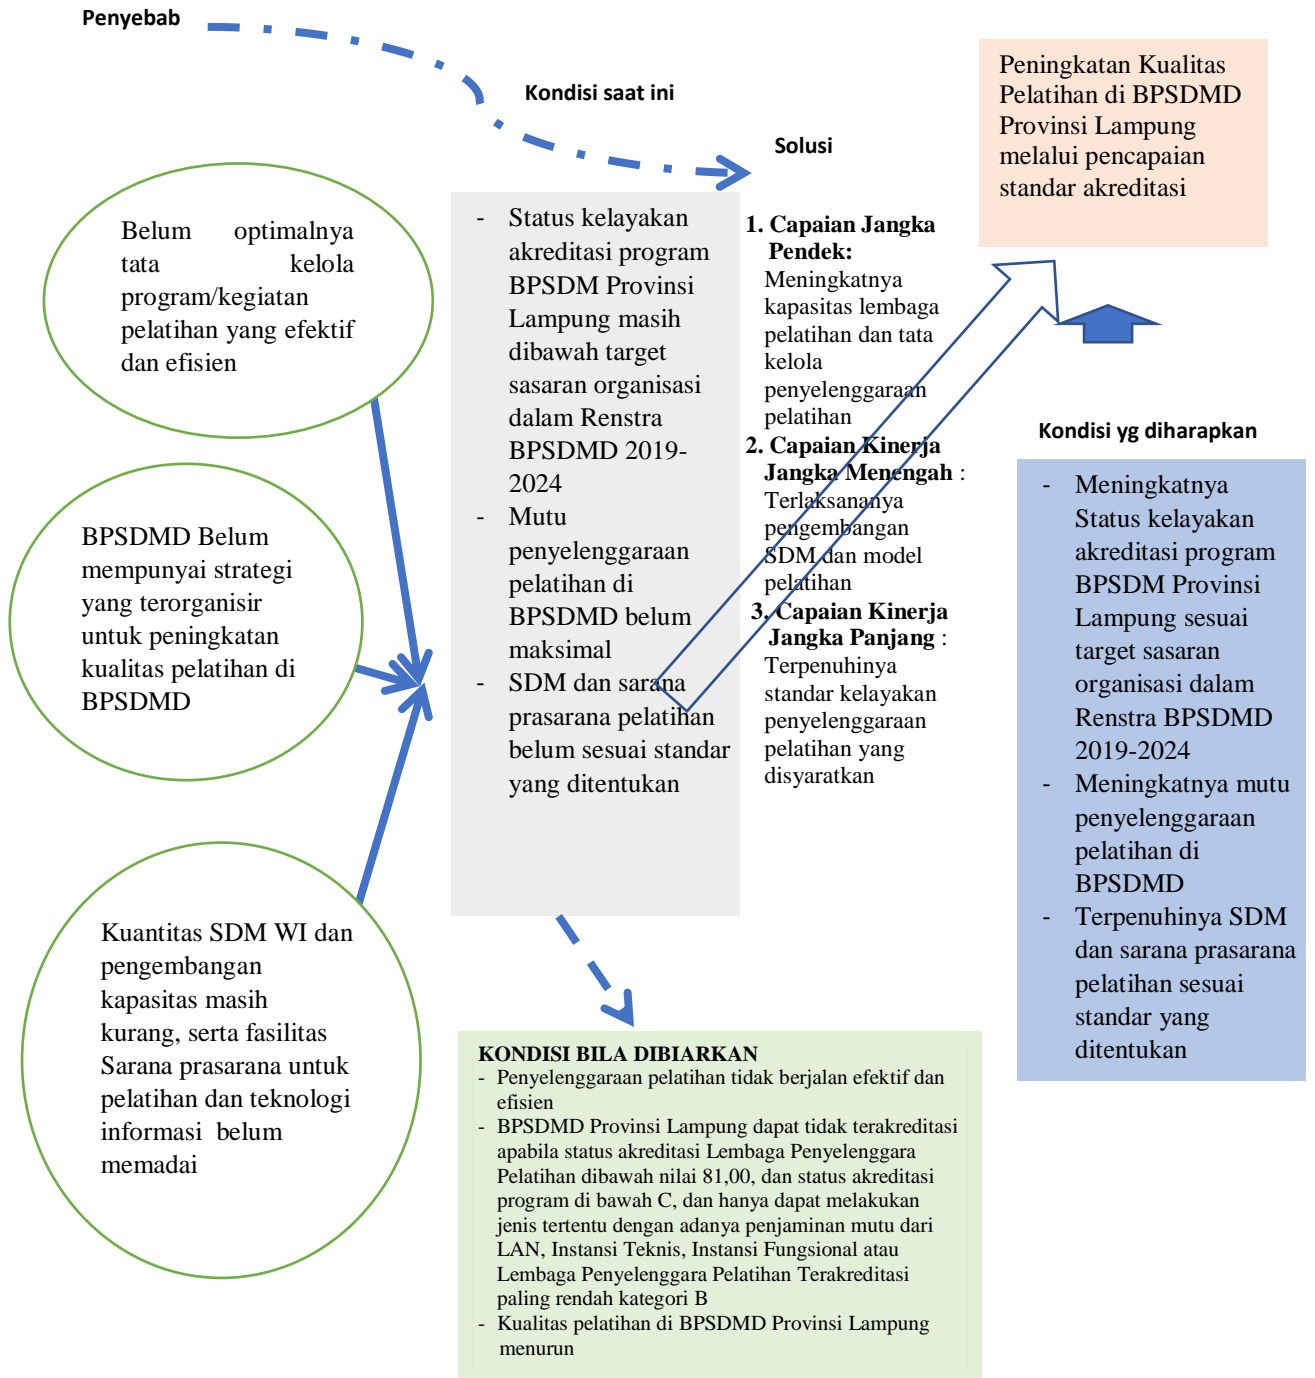 Penyebab
Kondisi saat ini
Solusi
Peningkatan Kualitas
Pelatihan di BPSDMD
Provinsi Lampung
melalui pencapaian
standar akreditasi
Belum optimalnya
tata kelola
program/kegiatan
pelatihan yang efektif
dan efisien
BPSDMD Belum
mempunyai strategi
yang terorganisir
untuk peningkatan
kualitas pelatihan di
BPSDMD
Kuantitas SDM WI dan
pengembangan
kapasitas masih
kurang, serta fasilitas
Sarana prasarana untuk
pelatihan dan teknologi
informasi belum
memadai
- Status kelayakan
akreditasi program
BPSDM Provinsi
Lampung masih
dibawah target
sasaran organisasi
dalam Renstra
BPSDMD 2019-
2024
- Mutu
penyelenggaraan
pelatihan di
BPSDMD belum
maksimal
- SDM dan sarana
prasarana pelatihan
belum sesuai standar
yang ditentukan
1. Capaian Jangka
Pendek:
Meningkatnya
kapasitas lembaga
pelatihan dan tata
kelola
penyelenggaraan
pelatihan
2. Capaian Kinerja
Jangka Menengah :
Terlaksananya
pengembangan
SDM dan model
pelatihan
3. Capaian Kinerja
Jangka Panjang :
Terpenuhinya
standar kelayakan
penyelenggaraan
pelatihan yang
disyaratkan
Kondisi yg diharapkan
- Meningkatnya
Status kelayakan
akreditasi program
BPSDM Provinsi
Lampung sesuai
target sasaran
organisasi dalam
Renstra BPSDMD
2019-2024
- Meningkatnya mutu
penyelenggaraan
pelatihan di
BPSDMD
- Terpenuhinya SDM
dan sarana prasarana
pelatihan sesuai
standar yang
ditentukan
KONDISI BILA DIBIARKAN
- Penyelenggaraan pelatihan tidak berjalan efektif dan
efisien
- BPSDMD Provinsi Lampung dapat tidak terakreditasi
apabila status akreditasi Lembaga Penyelenggara
Pelatihan dibawah nilai 81,00, dan status akreditasi
program di bawah C, dan hanya dapat melakukan
jenis tertentu dengan adanya penjaminan mutu dari
LAN, Instansi Teknis, Instansi Fungsional atau
Lembaga Penyelenggara Pelatihan Terakreditasi
paling rendah kategori B
- Kualitas pelatihan di BPSDMD Provinsi Lampung
menurun